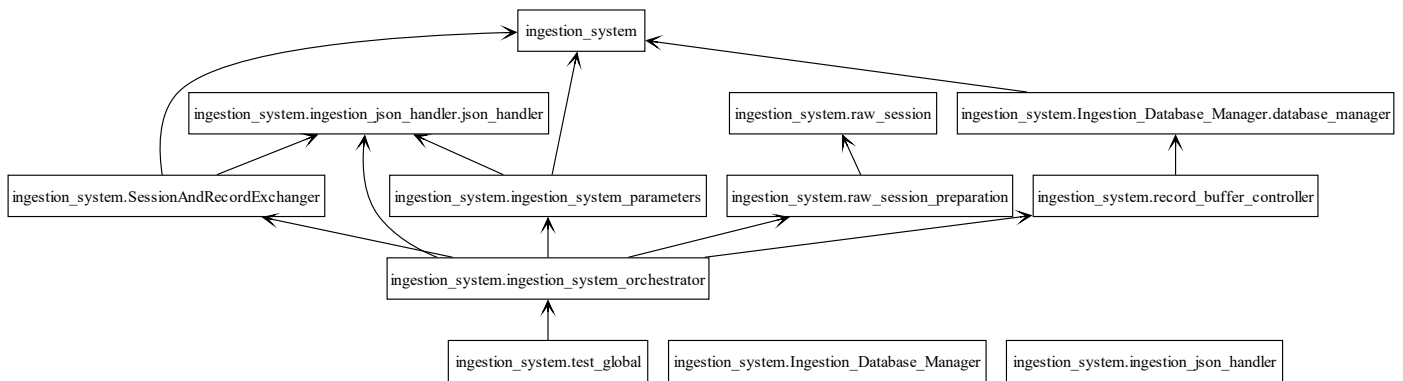 ingestion_system
ingestion_system.ingestion_json_handler.json_handler
ingestion_system.raw_session
ingestion_system.Ingestion_Database_Manager.database_manager
ingestion_system.SessionAndRecordExchanger
ingestion_system.ingestion_system_parameters
ingestion_system.raw_session_preparation
ingestion_system.record_buffer_controller
ingestion_system.ingestion_system_orchestrator
ingestion_system.test_global
ingestion_system.Ingestion_Database_Manager
ingestion_system.ingestion_json_handler